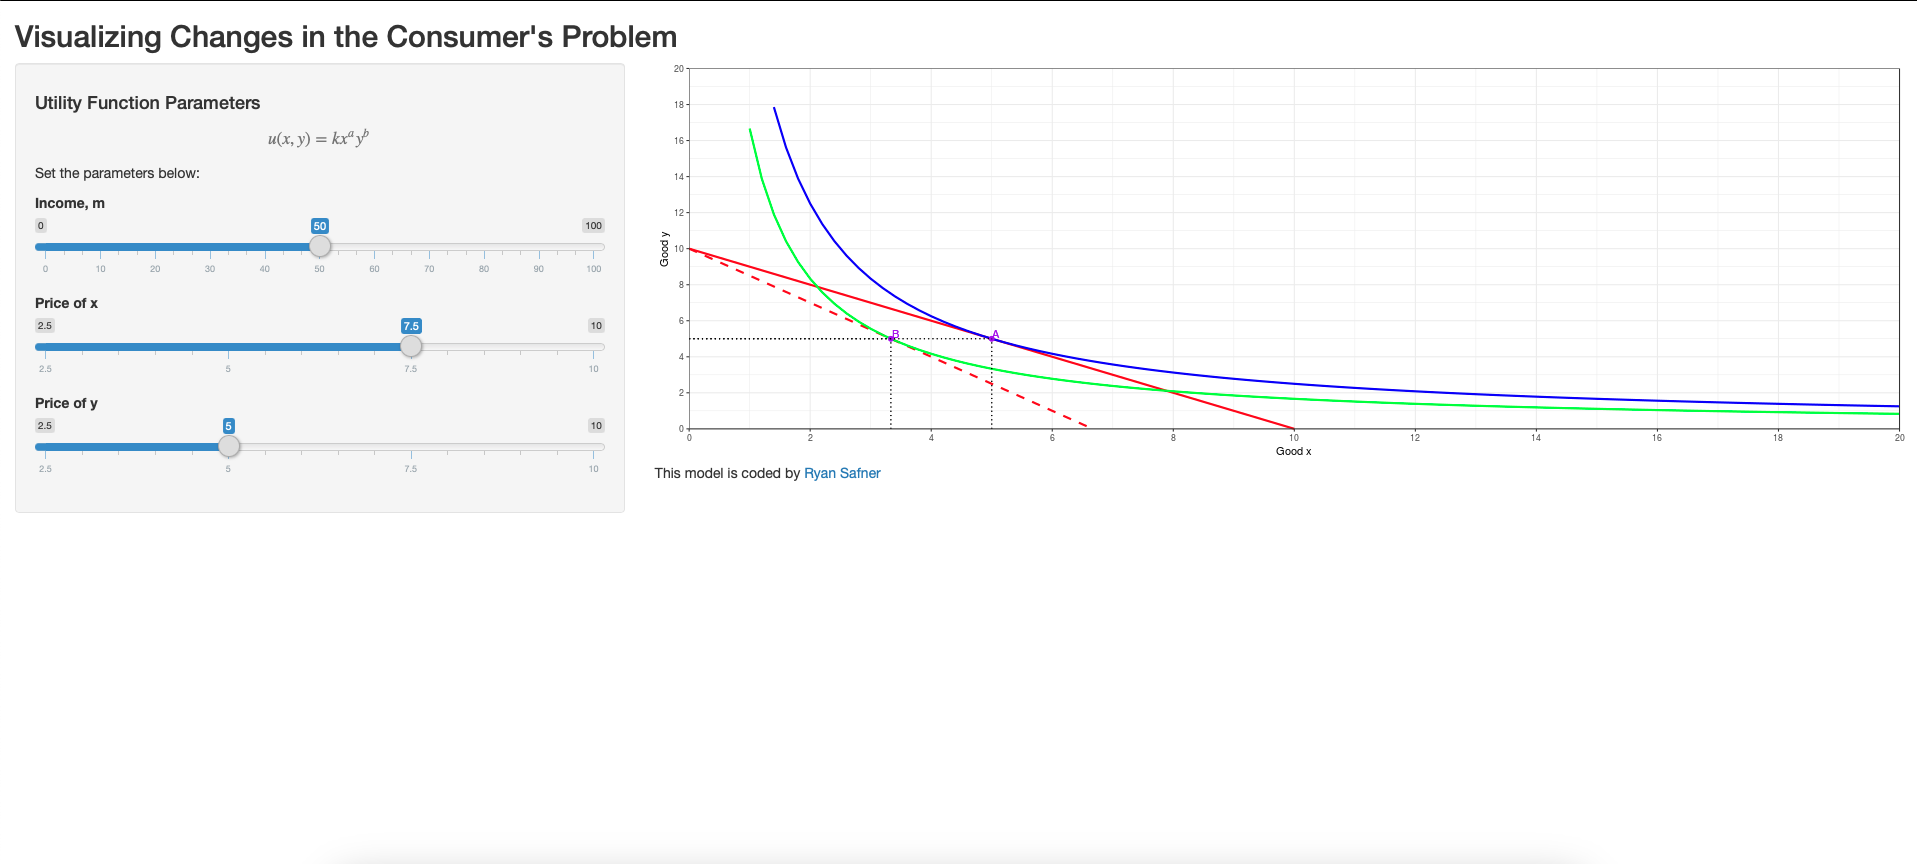 Visualizing Changes in the Consumer's Problem
Utility Function Parameters
u(x, y) = kxᵃyᵇ
Set the parameters below:
Income, m
0 50 100
0 10 20 30 40 50 60 70 80 90 100
Price of x
2.5 7.5 10
2.5 5 7.5 10
Price of y
2.5 5 10
2.5 5 7.5 10
20
18
16
14
12
10
8
6
4
2
0
Good y
B A
0 2 4 6 8 10 12 14 16 18 20
Good x
This model is coded by Ryan Safner